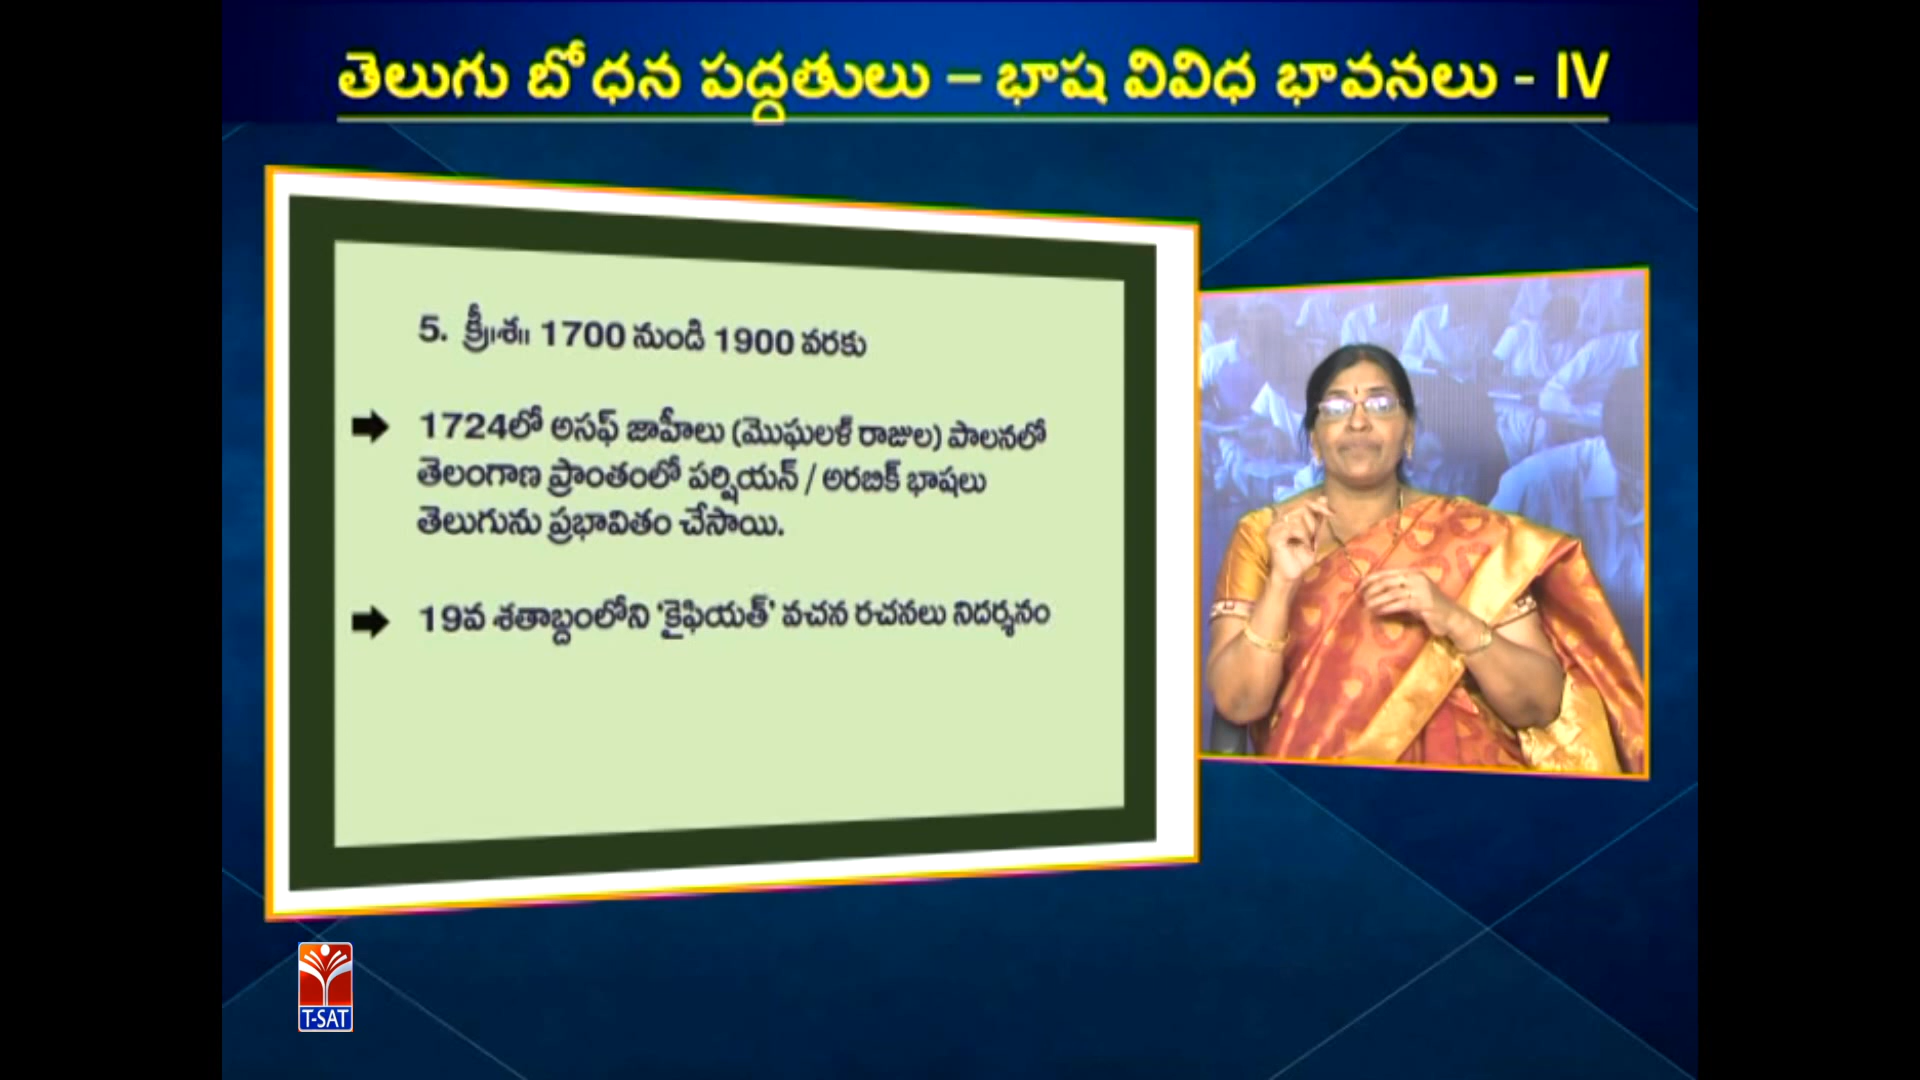 తెలుగు బోధన పద్ధతులు – భాష వివిధ భావనలు - IV
5. క్రీ॥శ॥ 1700 నుండి 1900 వరకు
1724లో అసఫ్ జాహీలు (మొఘలళ్ రాజుల) పాలనలో
తెలంగాణ ప్రాంతంలో పర్షియన్ / అరబిక్ భాషలు
తెలుగును ప్రభావితం చేసాయి.
19వ శతాబ్దంలోని 'కైఫియత్' వచన రచనలు నిదర్శనం
T-SAT